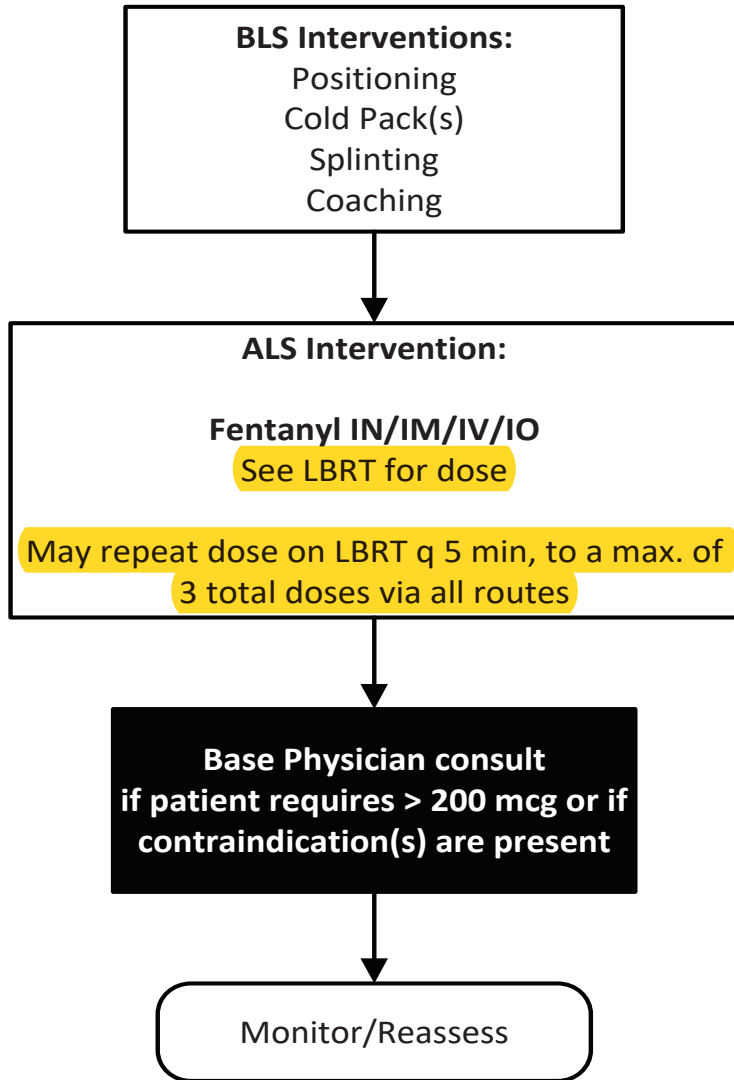 BLS Interventions:
Positioning
Cold Pack(s)
Splinting
Coaching
ALS Intervention:
Fentanyl IN/IM/IV/IO
See LBRT for dose
May repeat dose on LBRT q 5 min, to a max. of
3 total doses via all routes
Base Physician consult
if patient requires > 200 mcg or if
contraindication(s) are present
Monitor/Reassess